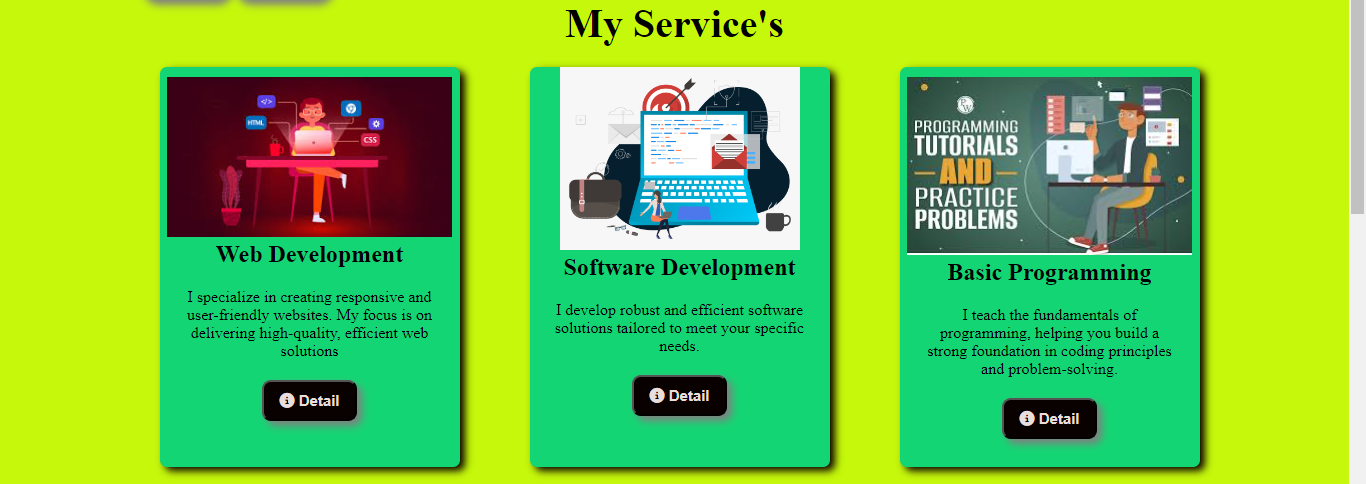 My Service's
</>
HTML
CSS
Web Development
I specialize in creating responsive and
user-friendly websites. My focus is on
delivering high-quality, efficient web
solutions
Detail
Software Development
I develop robust and efficient software
solutions tailored to meet your specific
needs.
Detail
PW
PROGRAMMING
TUTORIALS
AND
PRACTICE
PROBLEMS
Basic Programming
I teach the fundamentals of
programming, helping you build a
strong foundation in coding principles
and problem-solving.
Detail